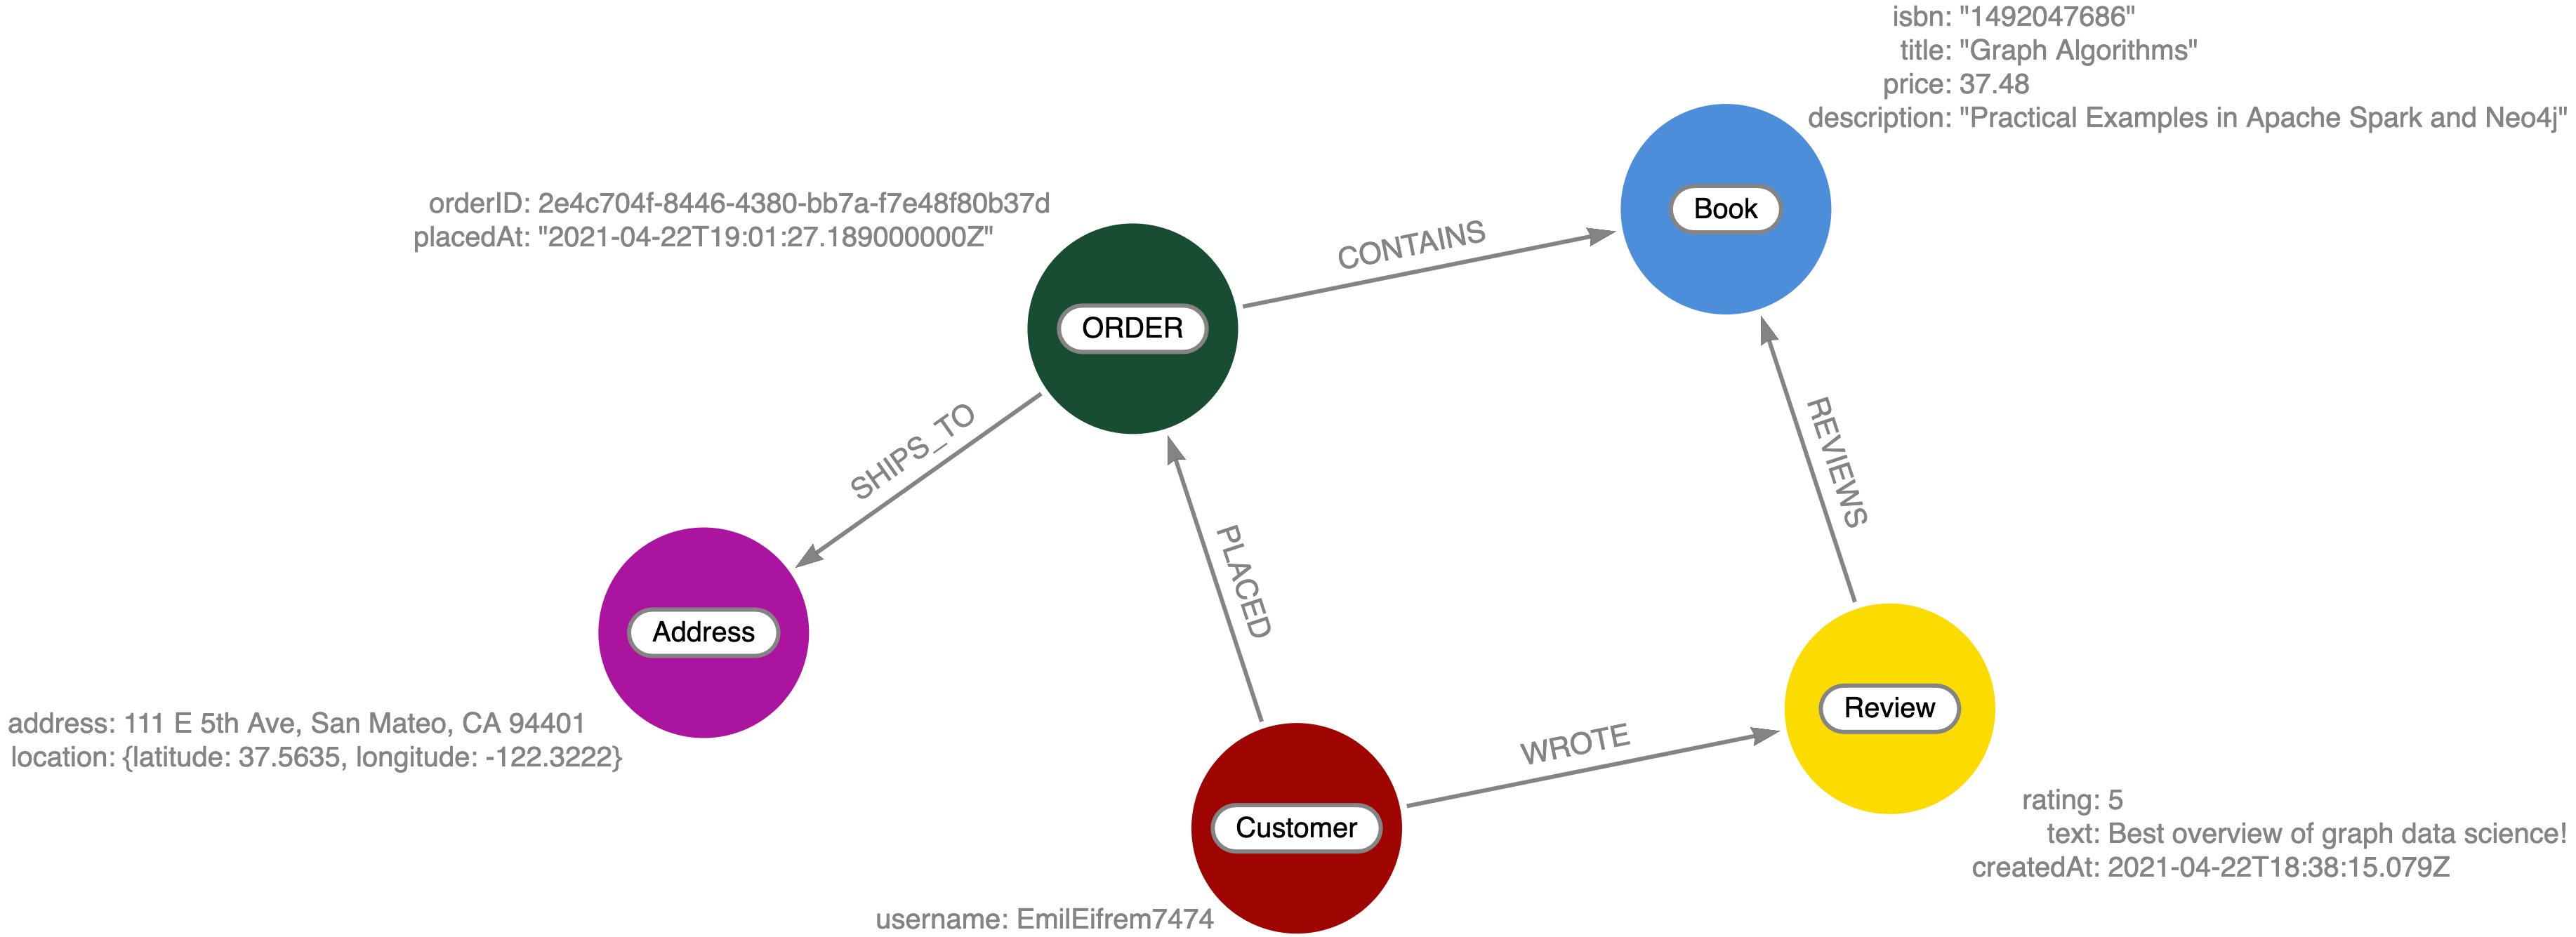 isbn: "1492047686"
title: "Graph Algorithms"
price: 37.48
description: "Practical Examples in Apache Spark and Neo4j"
Book
orderID: 2e4c704f-8446-4380-bb7a-f7e48f80b37d
placedAt: "2021-04-22T19:01:27.189000000Z"
CONTAINS
ORDER
SHIPS_TO
REVIEWS
PLACED
Address
address: 111 E 5th Ave, San Mateo, CA 94401
location: {latitude: 37.5635, longitude: -122.3222}
WROTE
Review
rating: 5
text: Best overview of graph data science!
createdAt: 2021-04-22T18:38:15.079Z
Customer
username: EmilEifrem7474